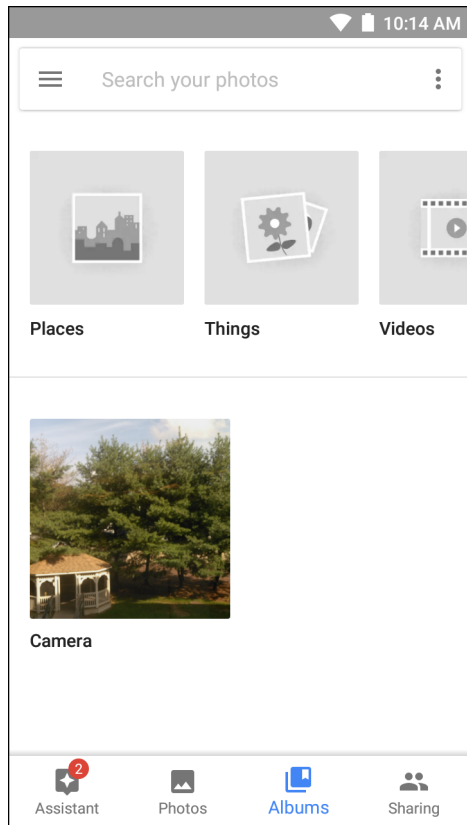 10:14 AM
Search your photos
Places Things Videos
Camera
2
Assistant Photos Albums Sharing